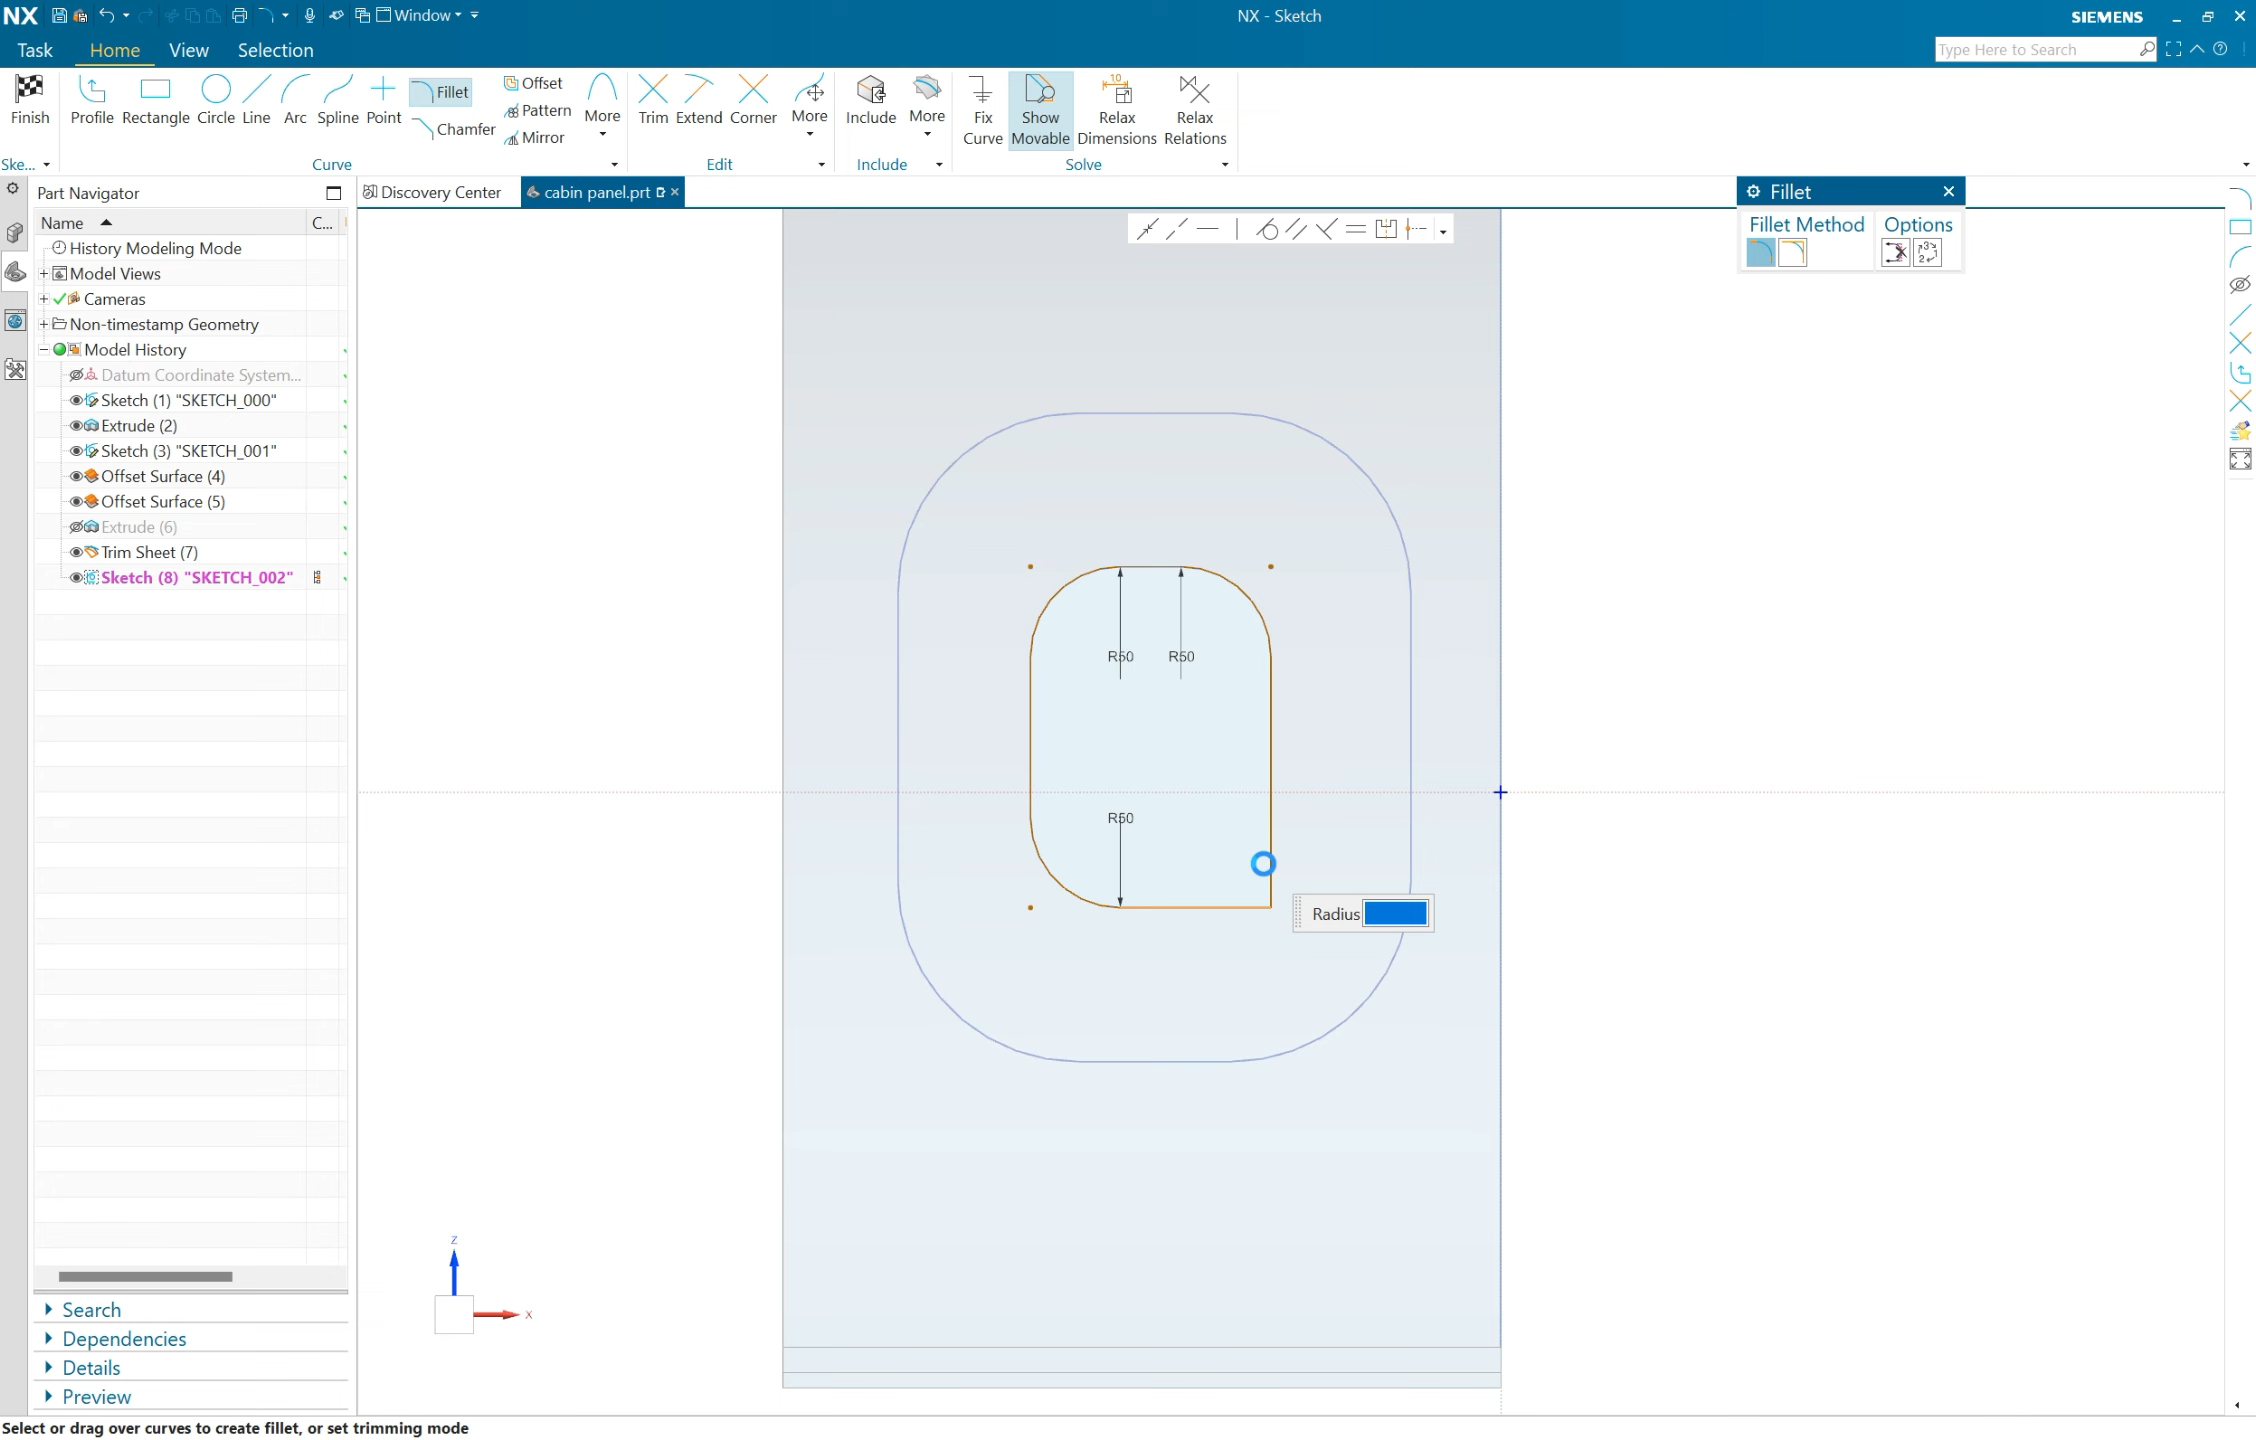 NX Window NX - Sketch SIEMENS
Task Home View Selection Type Here to Search
Finish Profile Rectangle Circle Line Arc Spline Point Fillet Chamfer Offset Pattern Mirror More Trim Extend Corner More Include More Fix Curve Show Movable Relax Dimensions Relax Relations
Ske... Curve Edit Include Solve
Part Navigator Discovery Center cabin panel.prt Fillet
Name C... Fillet Method Options
History Modeling Mode
Model Views
Cameras
Non-timestamp Geometry
Model History
Datum Coordinate System...
Sketch (1) "SKETCH_000"
Extrude (2)
Sketch (3) "SKETCH_001"
Offset Surface (4)
Offset Surface (5)
Extrude (6)
Trim Sheet (7)
Sketch (8) "SKETCH_002"
R50 R50
R50
Radius
Z
X
Search
Dependencies
Details
Preview
Select or drag over curves to create fillet, or set trimming mode